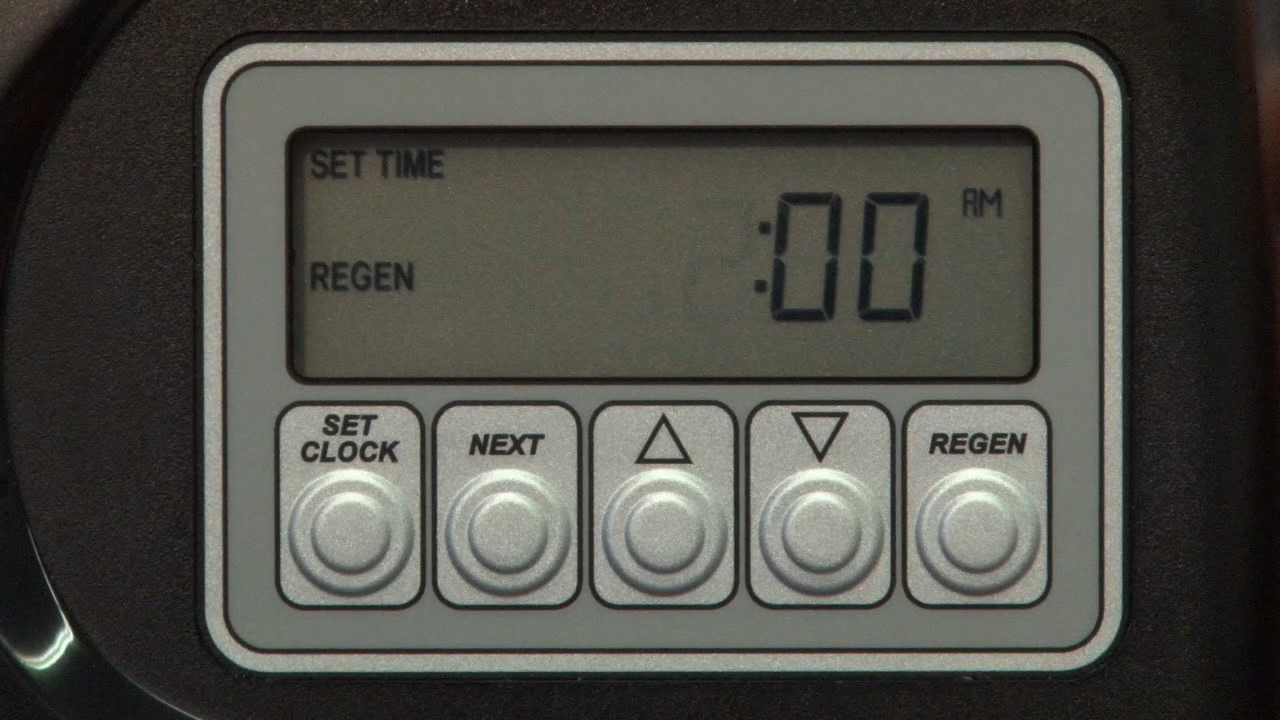 SET TIME
:00 AM
REGEN
SET
CLOCK
NEXT
REGEN